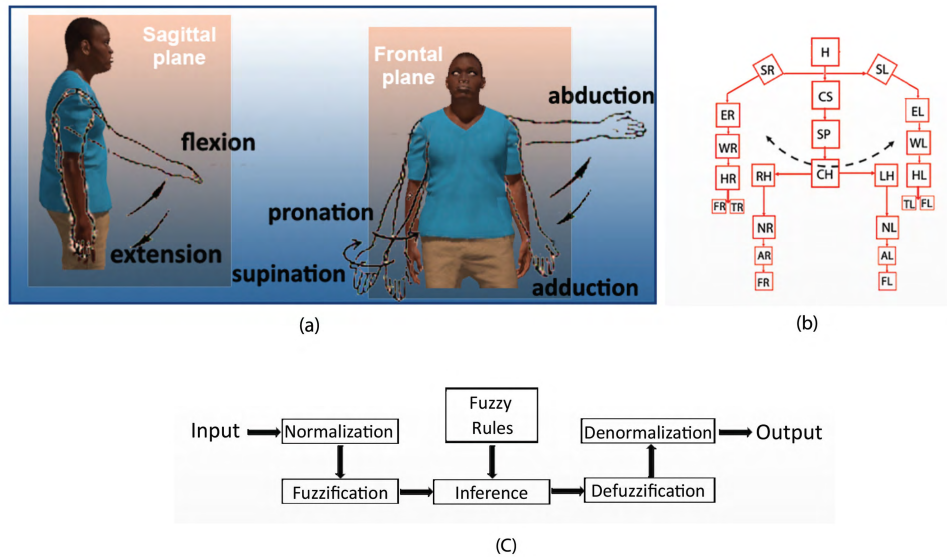 Sagittal
plane
flexion
extension
Frontal
plane
abduction
pronation
supination
adduction
(a)
H
SR
SL
CS
ER
EL
SP
WR
WL
RH
CH
LH
HR
HL
FR TR
TL FL
NR
NL
AR
AL
FR
FL
(b)
Input
Normalization
Fuzzy
Rules
Denormalization
Output
Fuzzification
Inference
Defuzzification
(C)